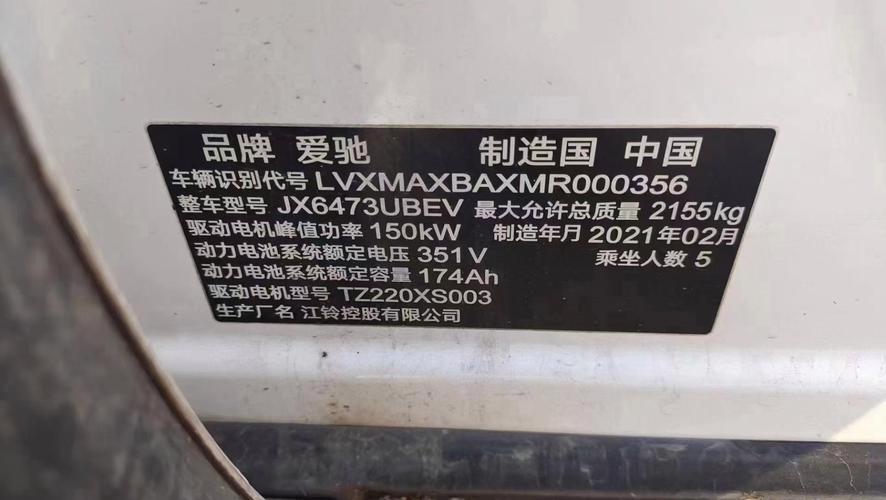 品牌 爱驰 制造国 中国
车辆识别代号 LVXMAXBAXMR000356
整车型号 JX6473UBEV 最大允许总质量 2155kg
驱动电机峰值功率 150kW 制造年月 2021年02月
动力电池系统额定电压 351V 乘坐人数 5
动力电池系统额定容量 174Ah
驱动电机型号 TZ220XS003
生产厂名 江铃控股有限公司